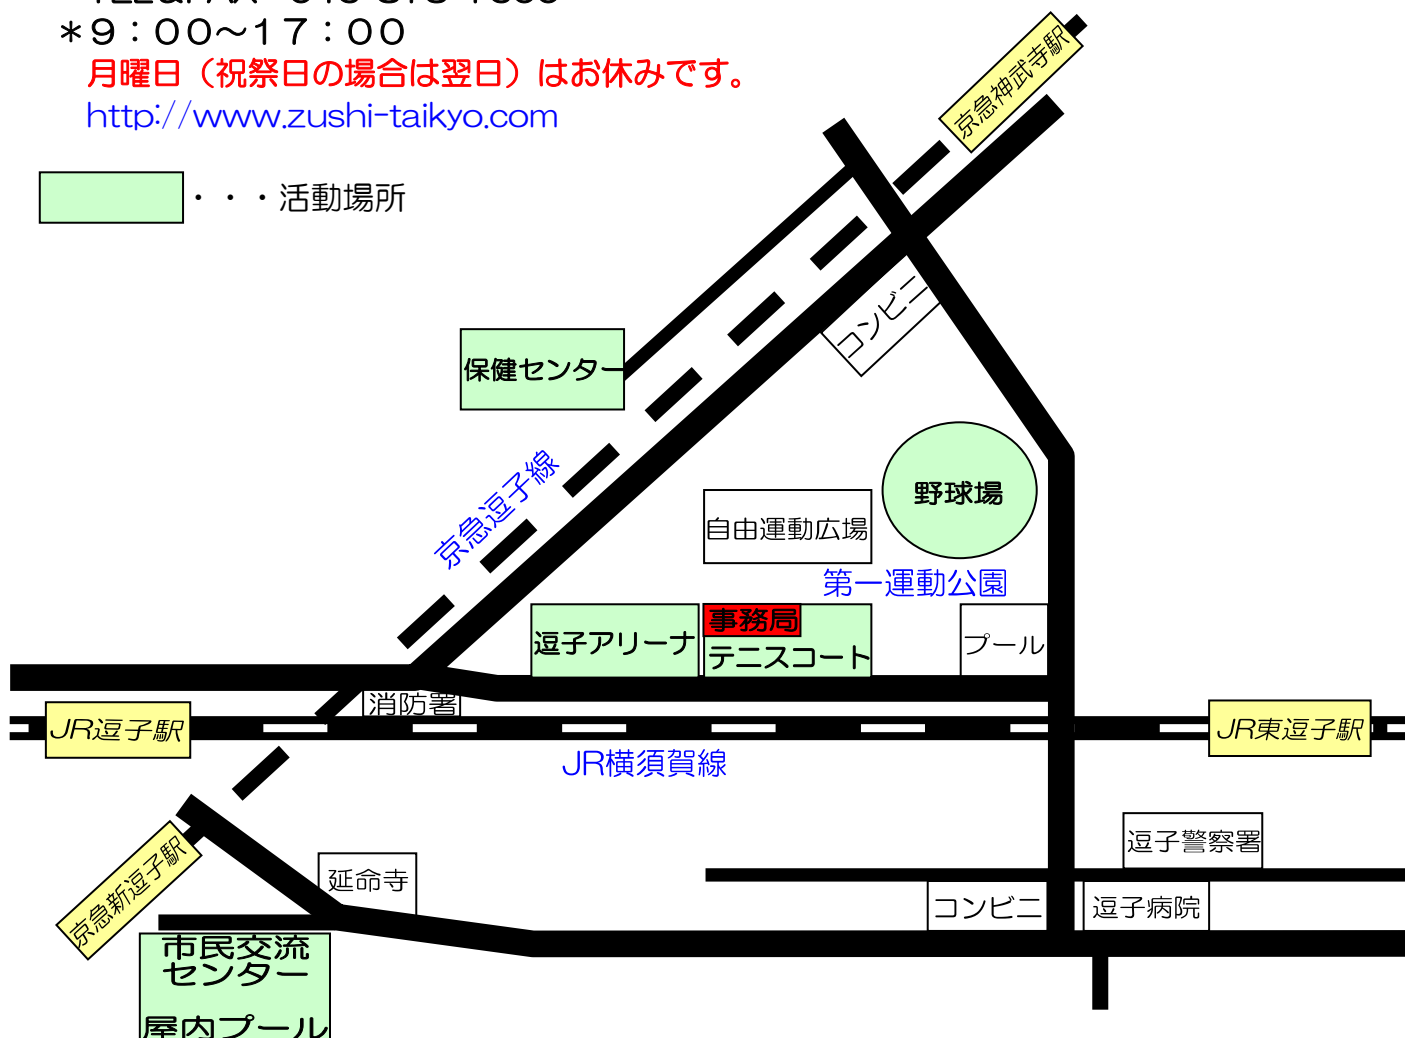 ＊９：００～１７：００
月曜日（祝祭日の場合は翌日）はお休みです。
http://www.zushi-taikyo.com
・・・活動場所
京急神武寺駅
コンビニ
保健センター
京急逗子線
野球場
自由運動広場
第一運動公園
逗子アリーナ
事務局
テニスコート
プール
消防署
JR逗子駅
JR東逗子駅
JR横須賀線
逗子警察署
京急新逗子駅
延命寺
コンビニ
逗子病院
市民交流
センター
屋内プール